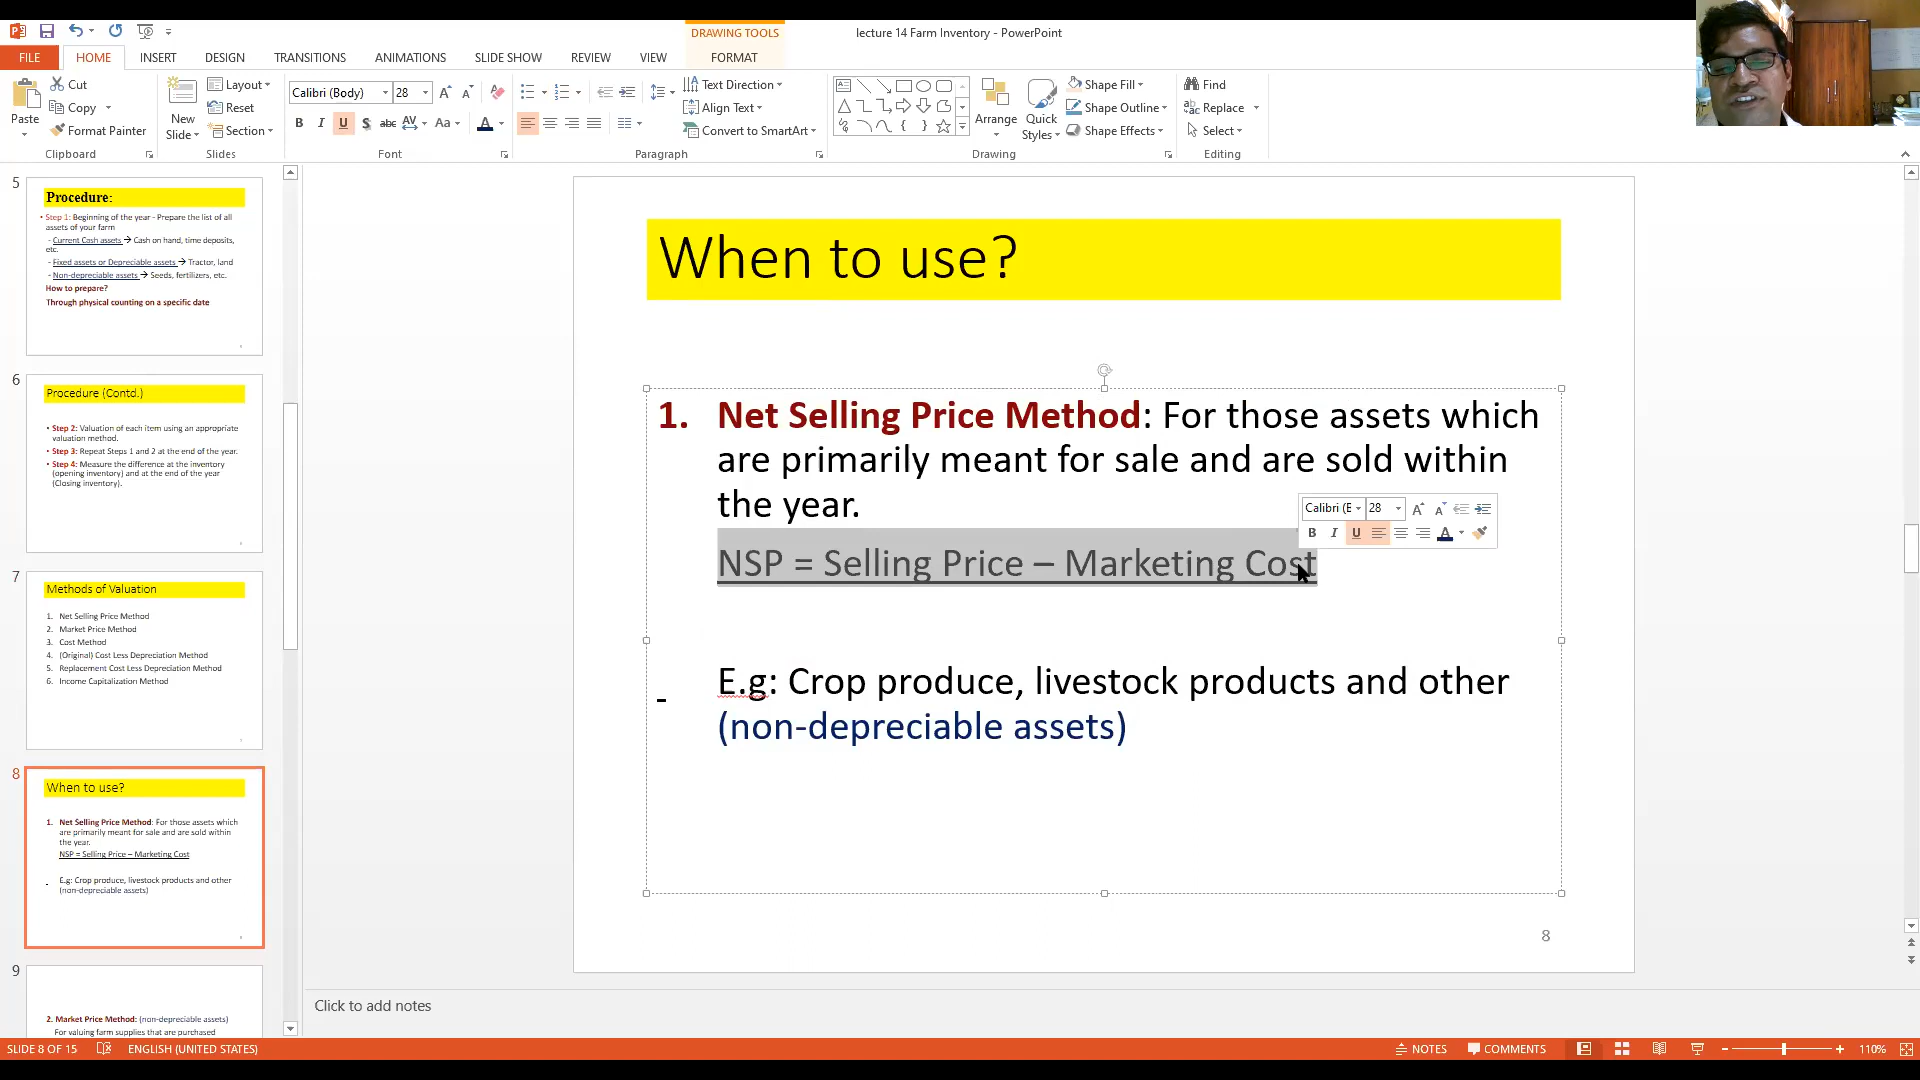 lecture 14 Farm Inventory - PowerPoint
DRAWING TOOLS
FILE HOME INSERT DESIGN TRANSITIONS ANIMATIONS SLIDE SHOW REVIEW VIEW FORMAT
Paste
Cut
Copy
Format Painter
Clipboard
New Slide
Layout
Reset
Section
Slides
Calibri (Body) 28
B I U S abc AV Aa A
Font
Text Direction
Align Text
Convert to SmartArt
Paragraph
Arrange
Quick Styles
Shape Fill
Shape Outline
Shape Effects
Drawing
Find
Replace
Select
Editing
5
Procedure:
• Step 1: Beginning of the year - Prepare the list of all
assets of your farm
- Current Cash assets → Cash on hand, time deposits,
etc.
- Fixed assets or Depreciable assets → Tractor, land
- Non-depreciable assets → Seeds, fertilizers, etc.
How to prepare?
Through physical counting on a specific date
6
Procedure (Contd.)
• Step 2: Valuation of each item using an appropriate
valuation method.
• Step 3: Repeat Steps 1 and 2 at the end of the year.
• Step 4: Measure the difference at the inventory
(opening inventory) and at the end of the year
(Closing inventory).
7
Methods of Valuation
1. Net Selling Price Method
2. Market Price Method
3. Cost Method
4. (Original) Cost Less Depreciation Method
5. Replacement Cost Less Depreciation Method
6. Income Capitalization Method
8
When to use?
1. Net Selling Price Method: For those assets which
are primarily meant for sale and are sold within
the year.
NSP = Selling Price – Marketing Cost
- E.g: Crop produce, livestock products and other
(non-depreciable assets)
9
2. Market Price Method: (non-depreciable assets)
For valuing farm supplies that are purchased
When to use?
1. Net Selling Price Method: For those assets which
are primarily meant for sale and are sold within
the year.
Calibri (E 28
B I U A
NSP = Selling Price – Marketing Cost
E.g: Crop produce, livestock products and other
-
(non-depreciable assets)
8
Click to add notes
SLIDE 8 OF 15 ENGLISH (UNITED STATES) NOTES COMMENTS 110%